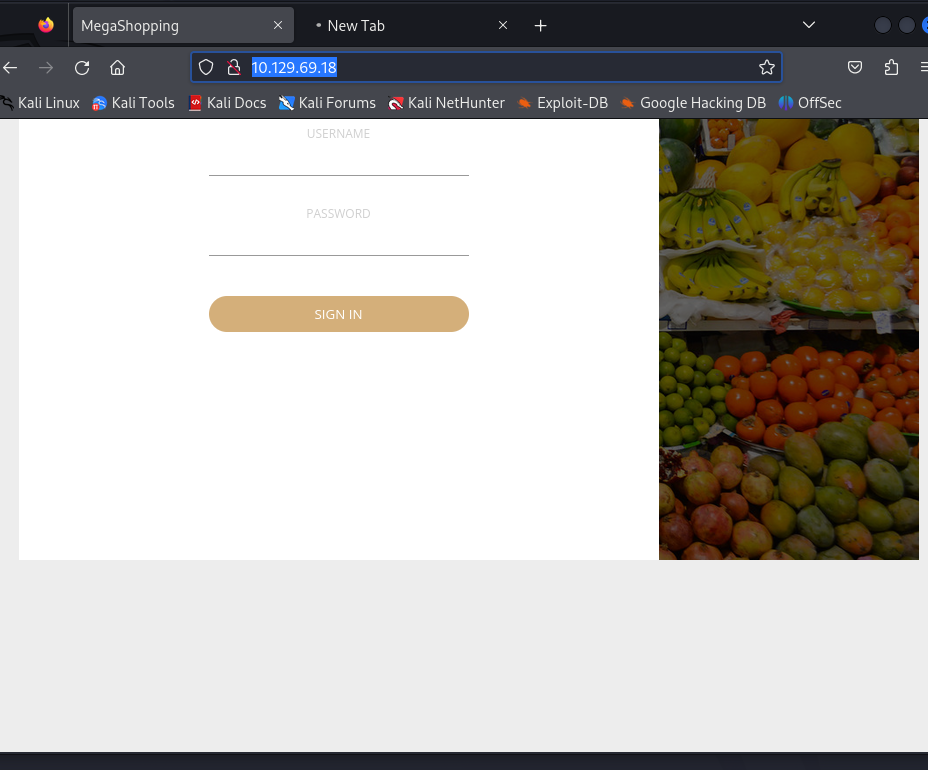 MegaShopping
New Tab
10.129.69.18
Kali Linux Kali Tools Kali Docs Kali Forums Kali NetHunter Exploit-DB Google Hacking DB OffSec
USERNAME
PASSWORD
SIGN IN